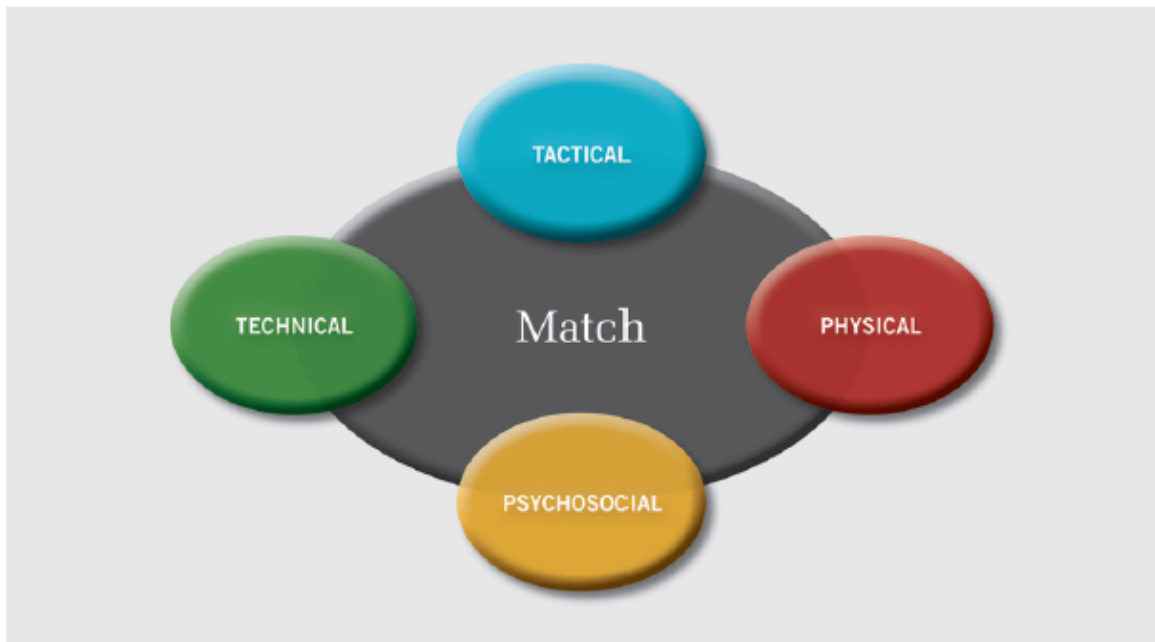 TACTICAL
TECHNICAL
Match
PHYSICAL
PSYCHOSOCIAL